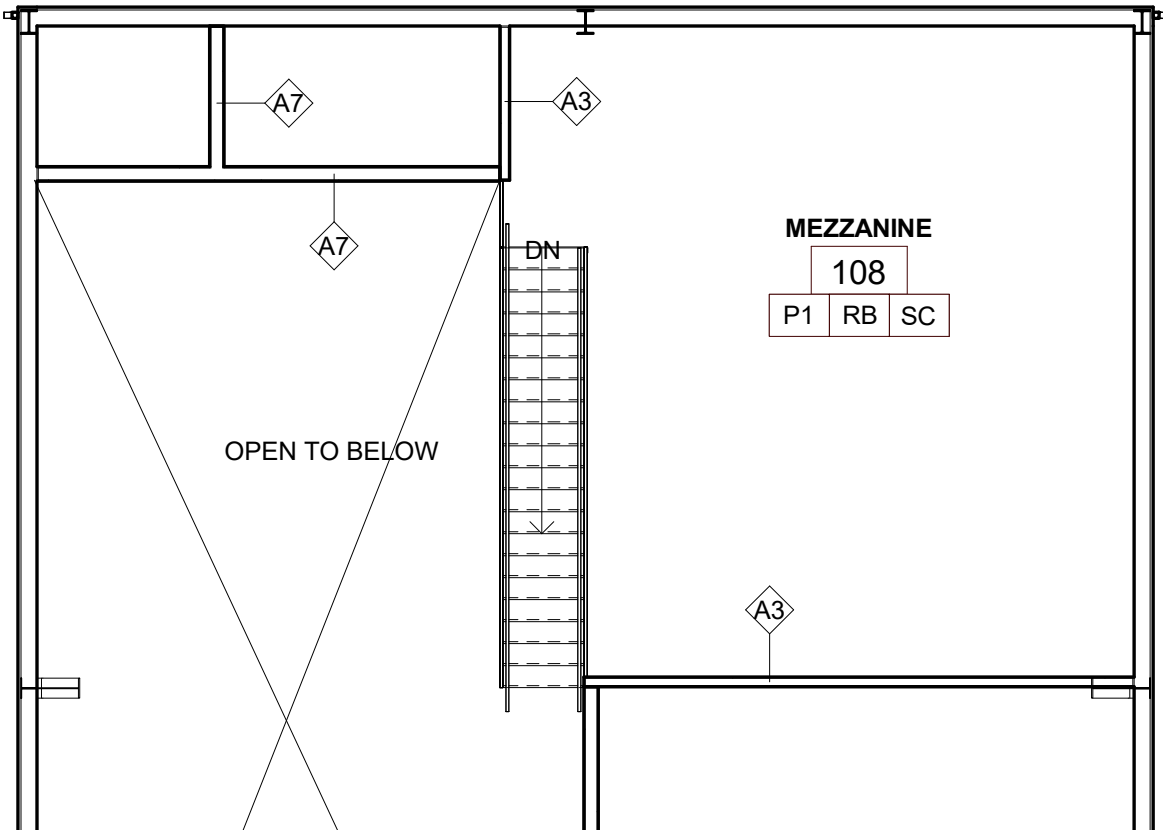 A7
A3
MEZZANINE
108
P1 RB SC
A7
DN
OPEN TO BELOW
A3